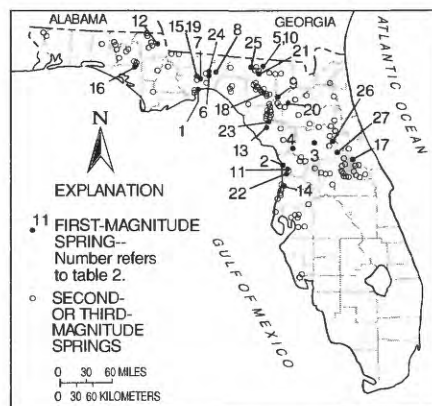 ALABAMA
GEORGIA
12
15,19
7
24
8
25
5,10
21
16
1
6
18
9
20
26
27
23
13
4
3
17
2
11
22
14
ATLANTIC OCEAN
GULF OF MEXICO
N
EXPLANATION
11 FIRST-MAGNITUDE
SPRING--
Number refers
to table 2.
SECOND-
OR THIRD-
MAGNITUDE
SPRINGS
0 30 60 MILES
0 30 60 KILOMETERS